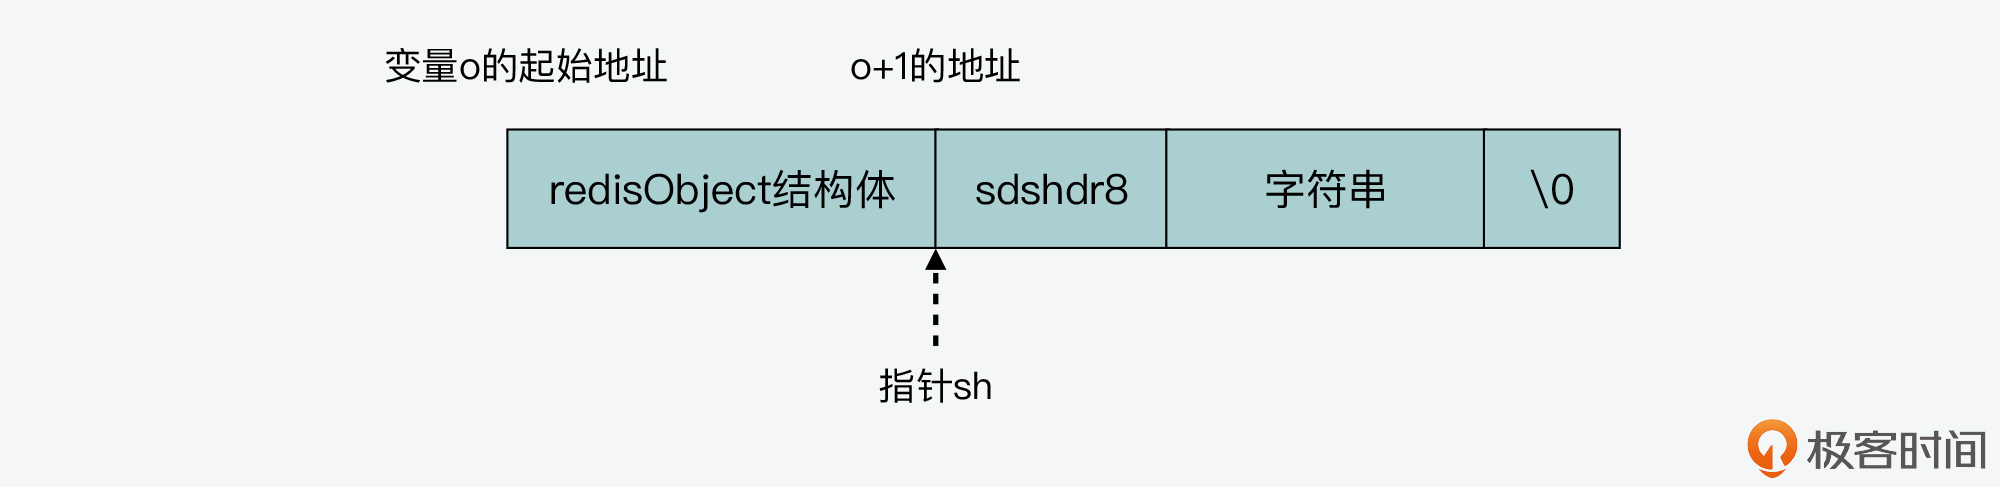 变量o的起始地址
o+1的地址
redisObject结构体
sdshdr8
字符串
\0
指针sh
极客时间